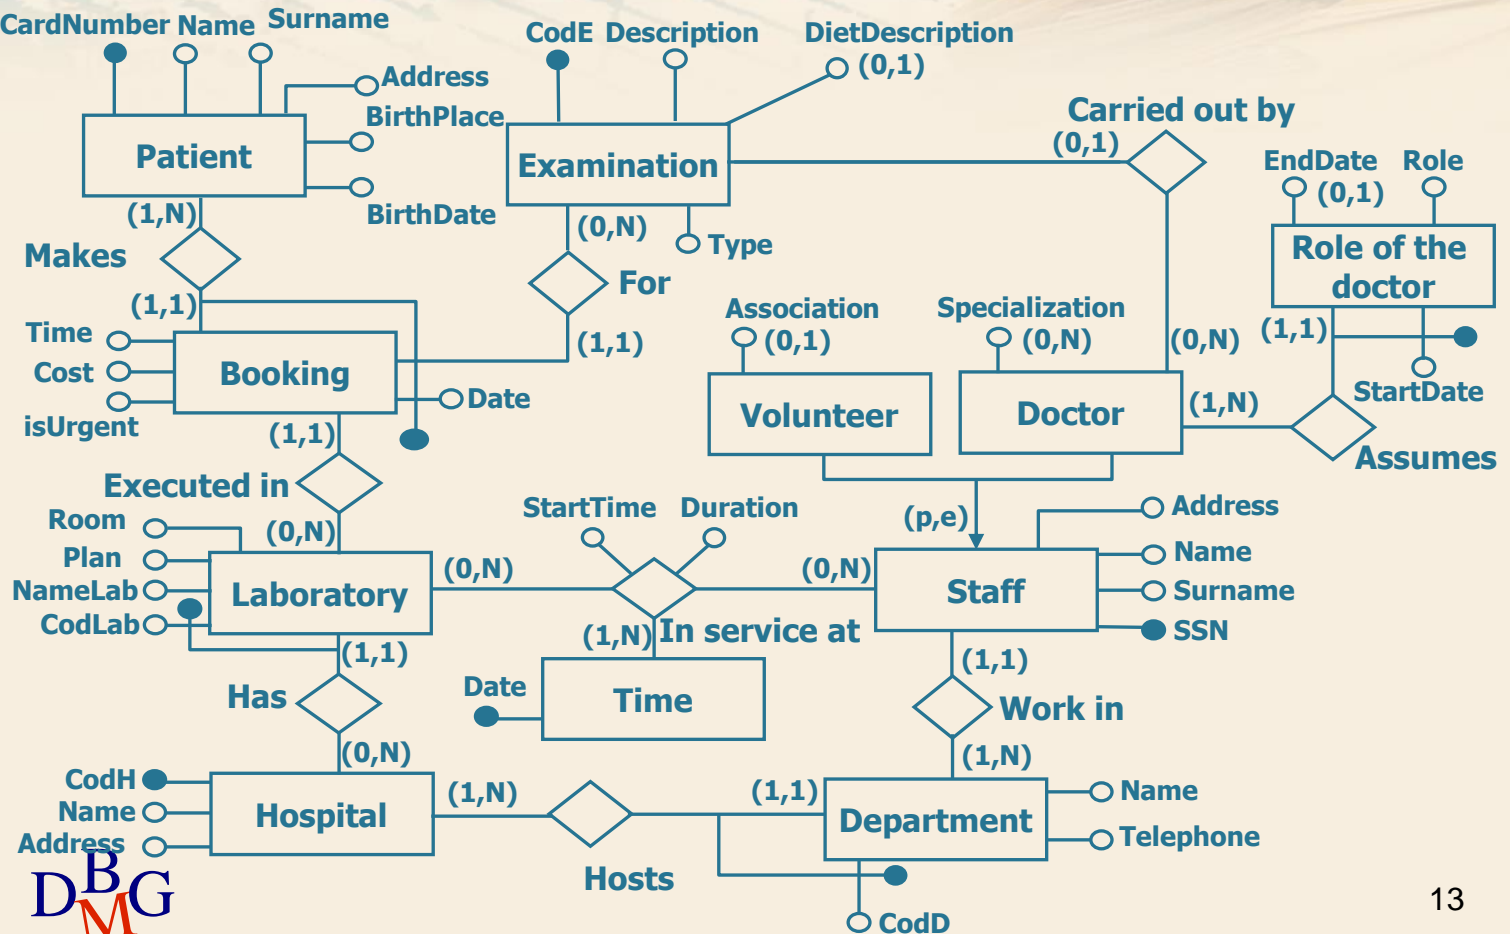 CardNumber Name Surname
CodE Description DietDescription
(0,1)
Address
BirthPlace
BirthDate
Patient
Examination
Carried out by
(0,1)
EndDate Role
(0,1)
(1,N)
(0,N)
Type
Makes
For
Role of the
doctor
(1,1)
(1,1)
Association
(0,1)
Specialization
(0,N)
(0,N)
(1,1)
Time
Cost
isUrgent
Booking
Date
Volunteer
Doctor
(1,N)
StartDate
Assumes
(1,1)
Executed in
(0,N)
Room
Plan
NameLab
CodLab
Laboratory
StartTime Duration
(0,N)
(0,N)
(p,e)
Address
Name
Surname
SSN
Staff
In service at
(1,N)
(1,1)
(1,1)
Has
Date
Time
Work in
(0,N)
(1,N)
CodH
Name
Address
Hospital
(1,N)
Hosts
(1,1)
Department
Name
Telephone
CodD
DBMG
13